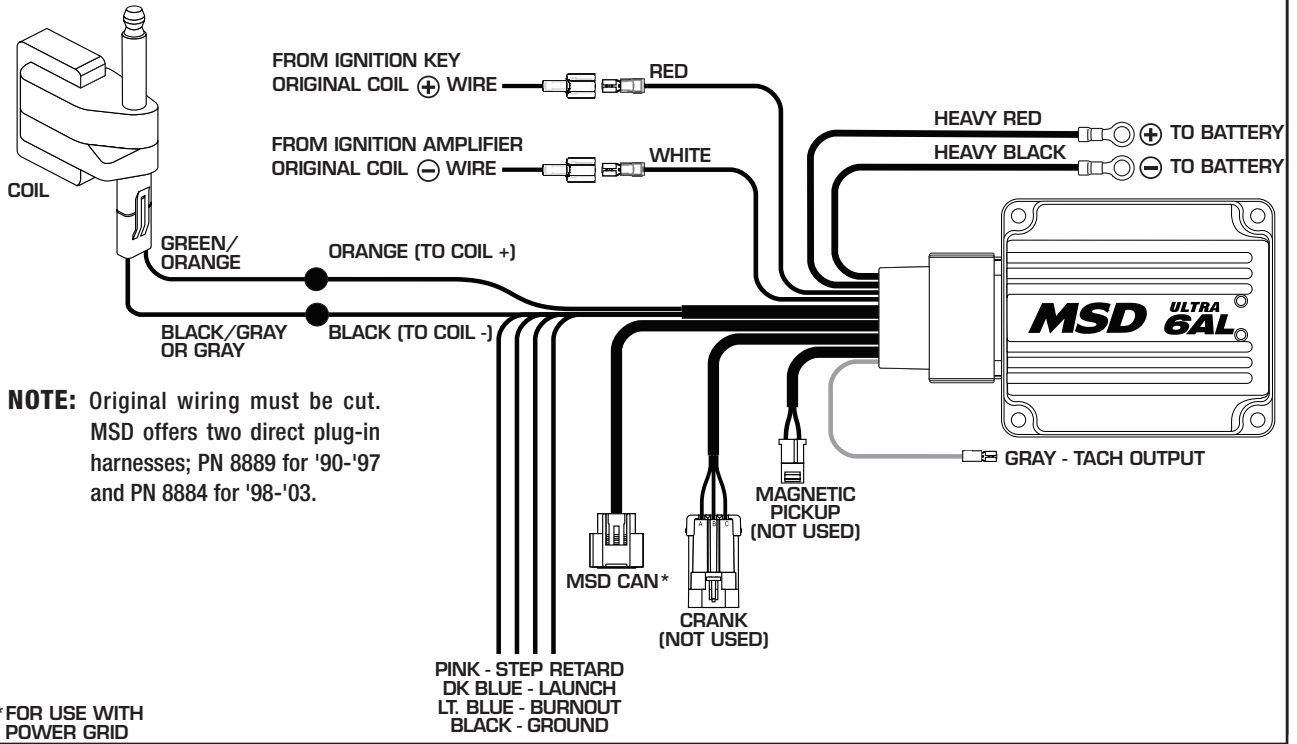 FROM IGNITION KEY
ORIGINAL COIL ⊕ WIRE
RED
FROM IGNITION AMPLIFIER
ORIGINAL COIL ⊖ WIRE
WHITE
HEAVY RED
⊕ TO BATTERY
HEAVY BLACK
⊖ TO BATTERY
COIL
GREEN/
ORANGE
ORANGE (TO COIL +)
BLACK/GRAY
OR GRAY
BLACK (TO COIL -)
MSD ULTRA
6AL
NOTE: Original wiring must be cut.
MSD offers two direct plug-in
harnesses; PN 8889 for '90-'97
and PN 8884 for '98-'03.
GRAY - TACH OUTPUT
MAGNETIC
PICKUP
(NOT USED)
MSD CAN*
A B C
CRANK
(NOT USED)
PINK - STEP RETARD
DK BLUE - LAUNCH
LT. BLUE - BURNOUT
BLACK - GROUND
*FOR USE WITH
POWER GRID